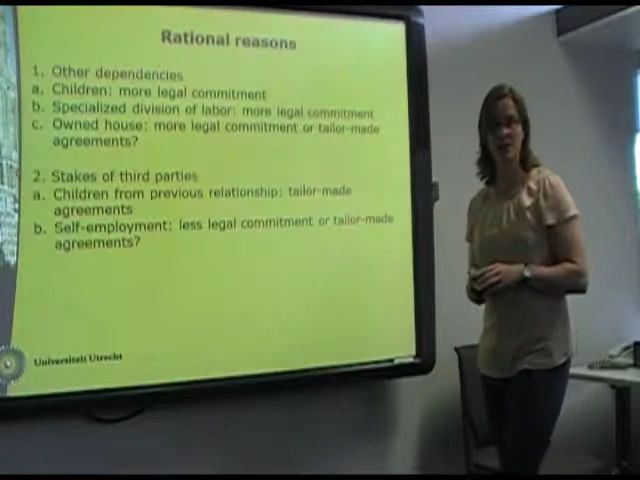 Rational reasons
1. Other dependencies
a. Children: more legal commitment
b. Specialized division of labor: more legal commitment
c. Owned house: more legal commitment or tailor-made
agreements?
2. Stakes of third parties
a. Children from previous relationship: tailor-made
agreements
b. Self-employment: less legal commitment or tailor-made
agreements?
Universiteit Utrecht